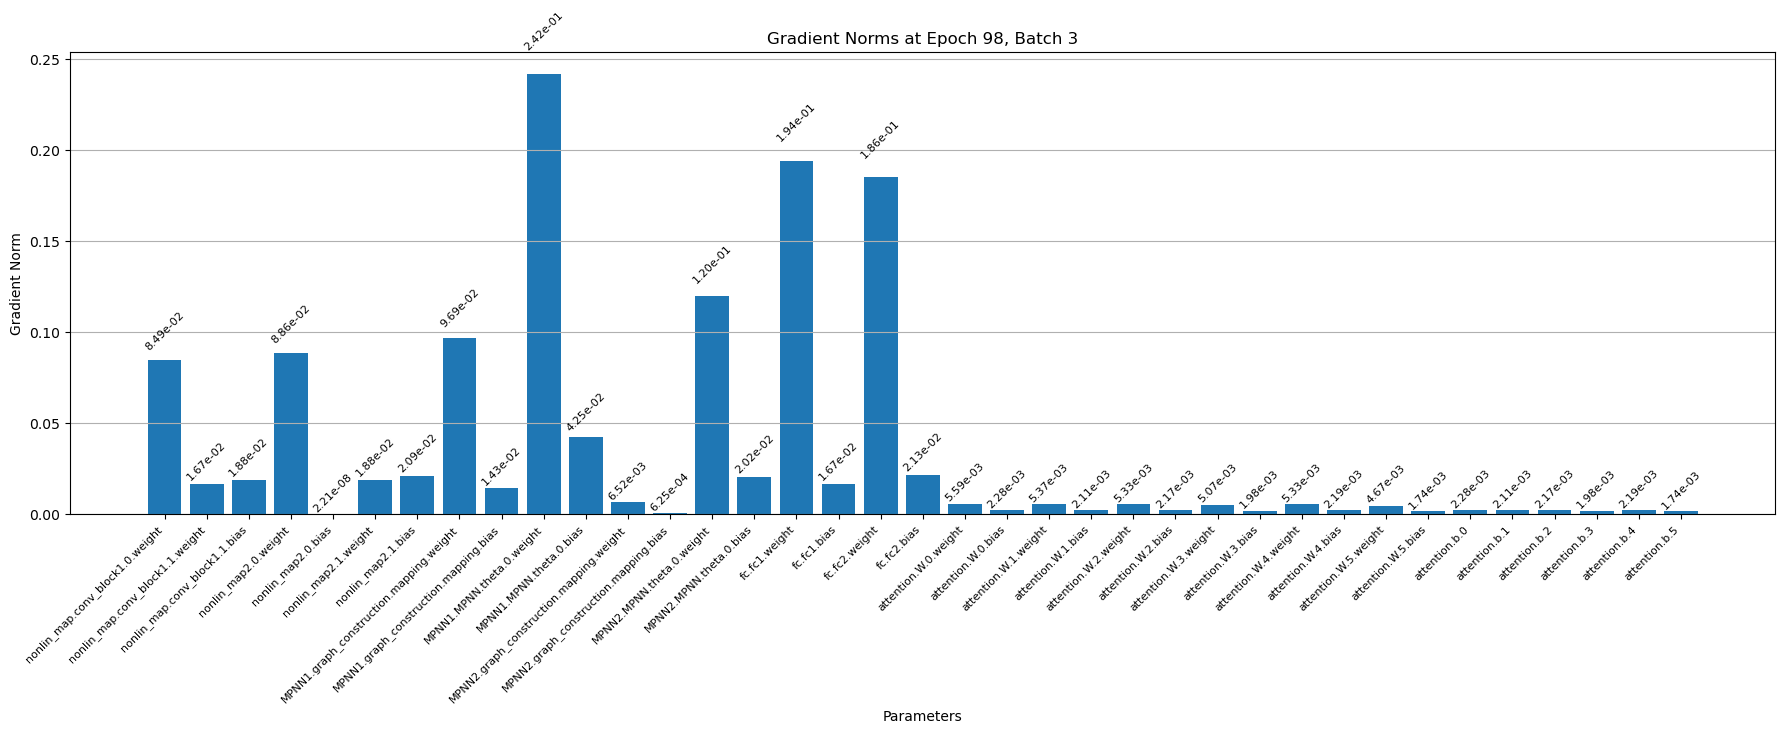 Gradient Norms at Epoch 98, Batch 3
Gradient Norm
0.25
0.20
0.15
0.10
0.05
0.00
8.49e-02
1.67e-02
1.88e-02
8.86e-02
2.21e-08
1.88e-02
2.09e-02
9.69e-02
1.43e-02
2.42e-01
4.25e-02
6.52e-03
6.25e-04
1.20e-01
2.02e-02
1.94e-01
1.67e-02
1.86e-01
2.13e-02
5.59e-03
2.28e-03
5.37e-03
2.11e-03
5.33e-03
2.17e-03
5.07e-03
1.98e-03
5.33e-03
2.19e-03
4.67e-03
1.74e-03
2.28e-03
2.11e-03
2.17e-03
1.98e-03
2.19e-03
1.74e-03
nonlin_map.conv_block1.0.weight
nonlin_map.conv_block1.1.weight
nonlin_map.conv_block1.1.bias
nonlin_map2.0.weight
nonlin_map2.0.bias
nonlin_map2.1.weight
nonlin_map2.1.bias
MPNN1.graph_construction.mapping.weight
MPNN1.graph_construction.mapping.bias
MPNN1.MPNN.theta.0.weight
MPNN1.MPNN.theta.0.bias
MPNN2.graph_construction.mapping.weight
MPNN2.graph_construction.mapping.bias
MPNN2.MPNN.theta.0.weight
MPNN2.MPNN.theta.0.bias
fc.fc1.weight
fc.fc1.bias
fc.fc2.weight
fc.fc2.bias
attention.W.0.weight
attention.W.0.bias
attention.W.1.weight
attention.W.1.bias
attention.W.2.weight
attention.W.2.bias
attention.W.3.weight
attention.W.3.bias
attention.W.4.weight
attention.W.4.bias
attention.W.5.weight
attention.W.5.bias
attention.b.0
attention.b.1
attention.b.2
attention.b.3
attention.b.4
attention.b.5
Parameters